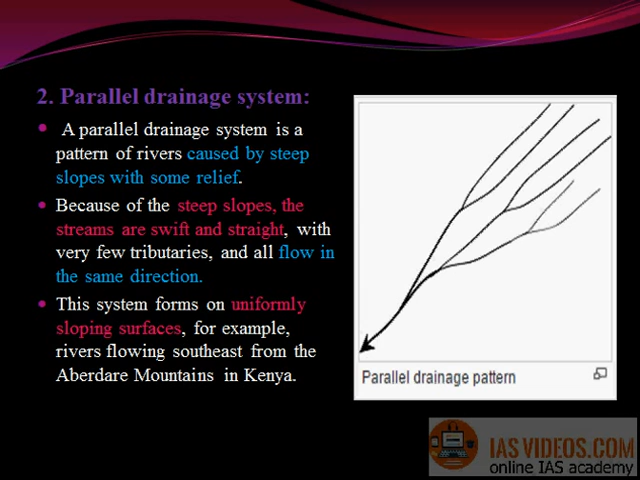 2. Parallel drainage system:
A parallel drainage system is a
pattern of rivers caused by steep
slopes with some relief.
Because of the steep slopes, the
streams are swift and straight, with
very few tributaries, and all flow in
the same direction.
This system forms on uniformly
sloping surfaces, for example,
rivers flowing southeast from the
Aberdare Mountains in Kenya.
Parallel drainage pattern
IASVIDEOS.COM
online IAS academy